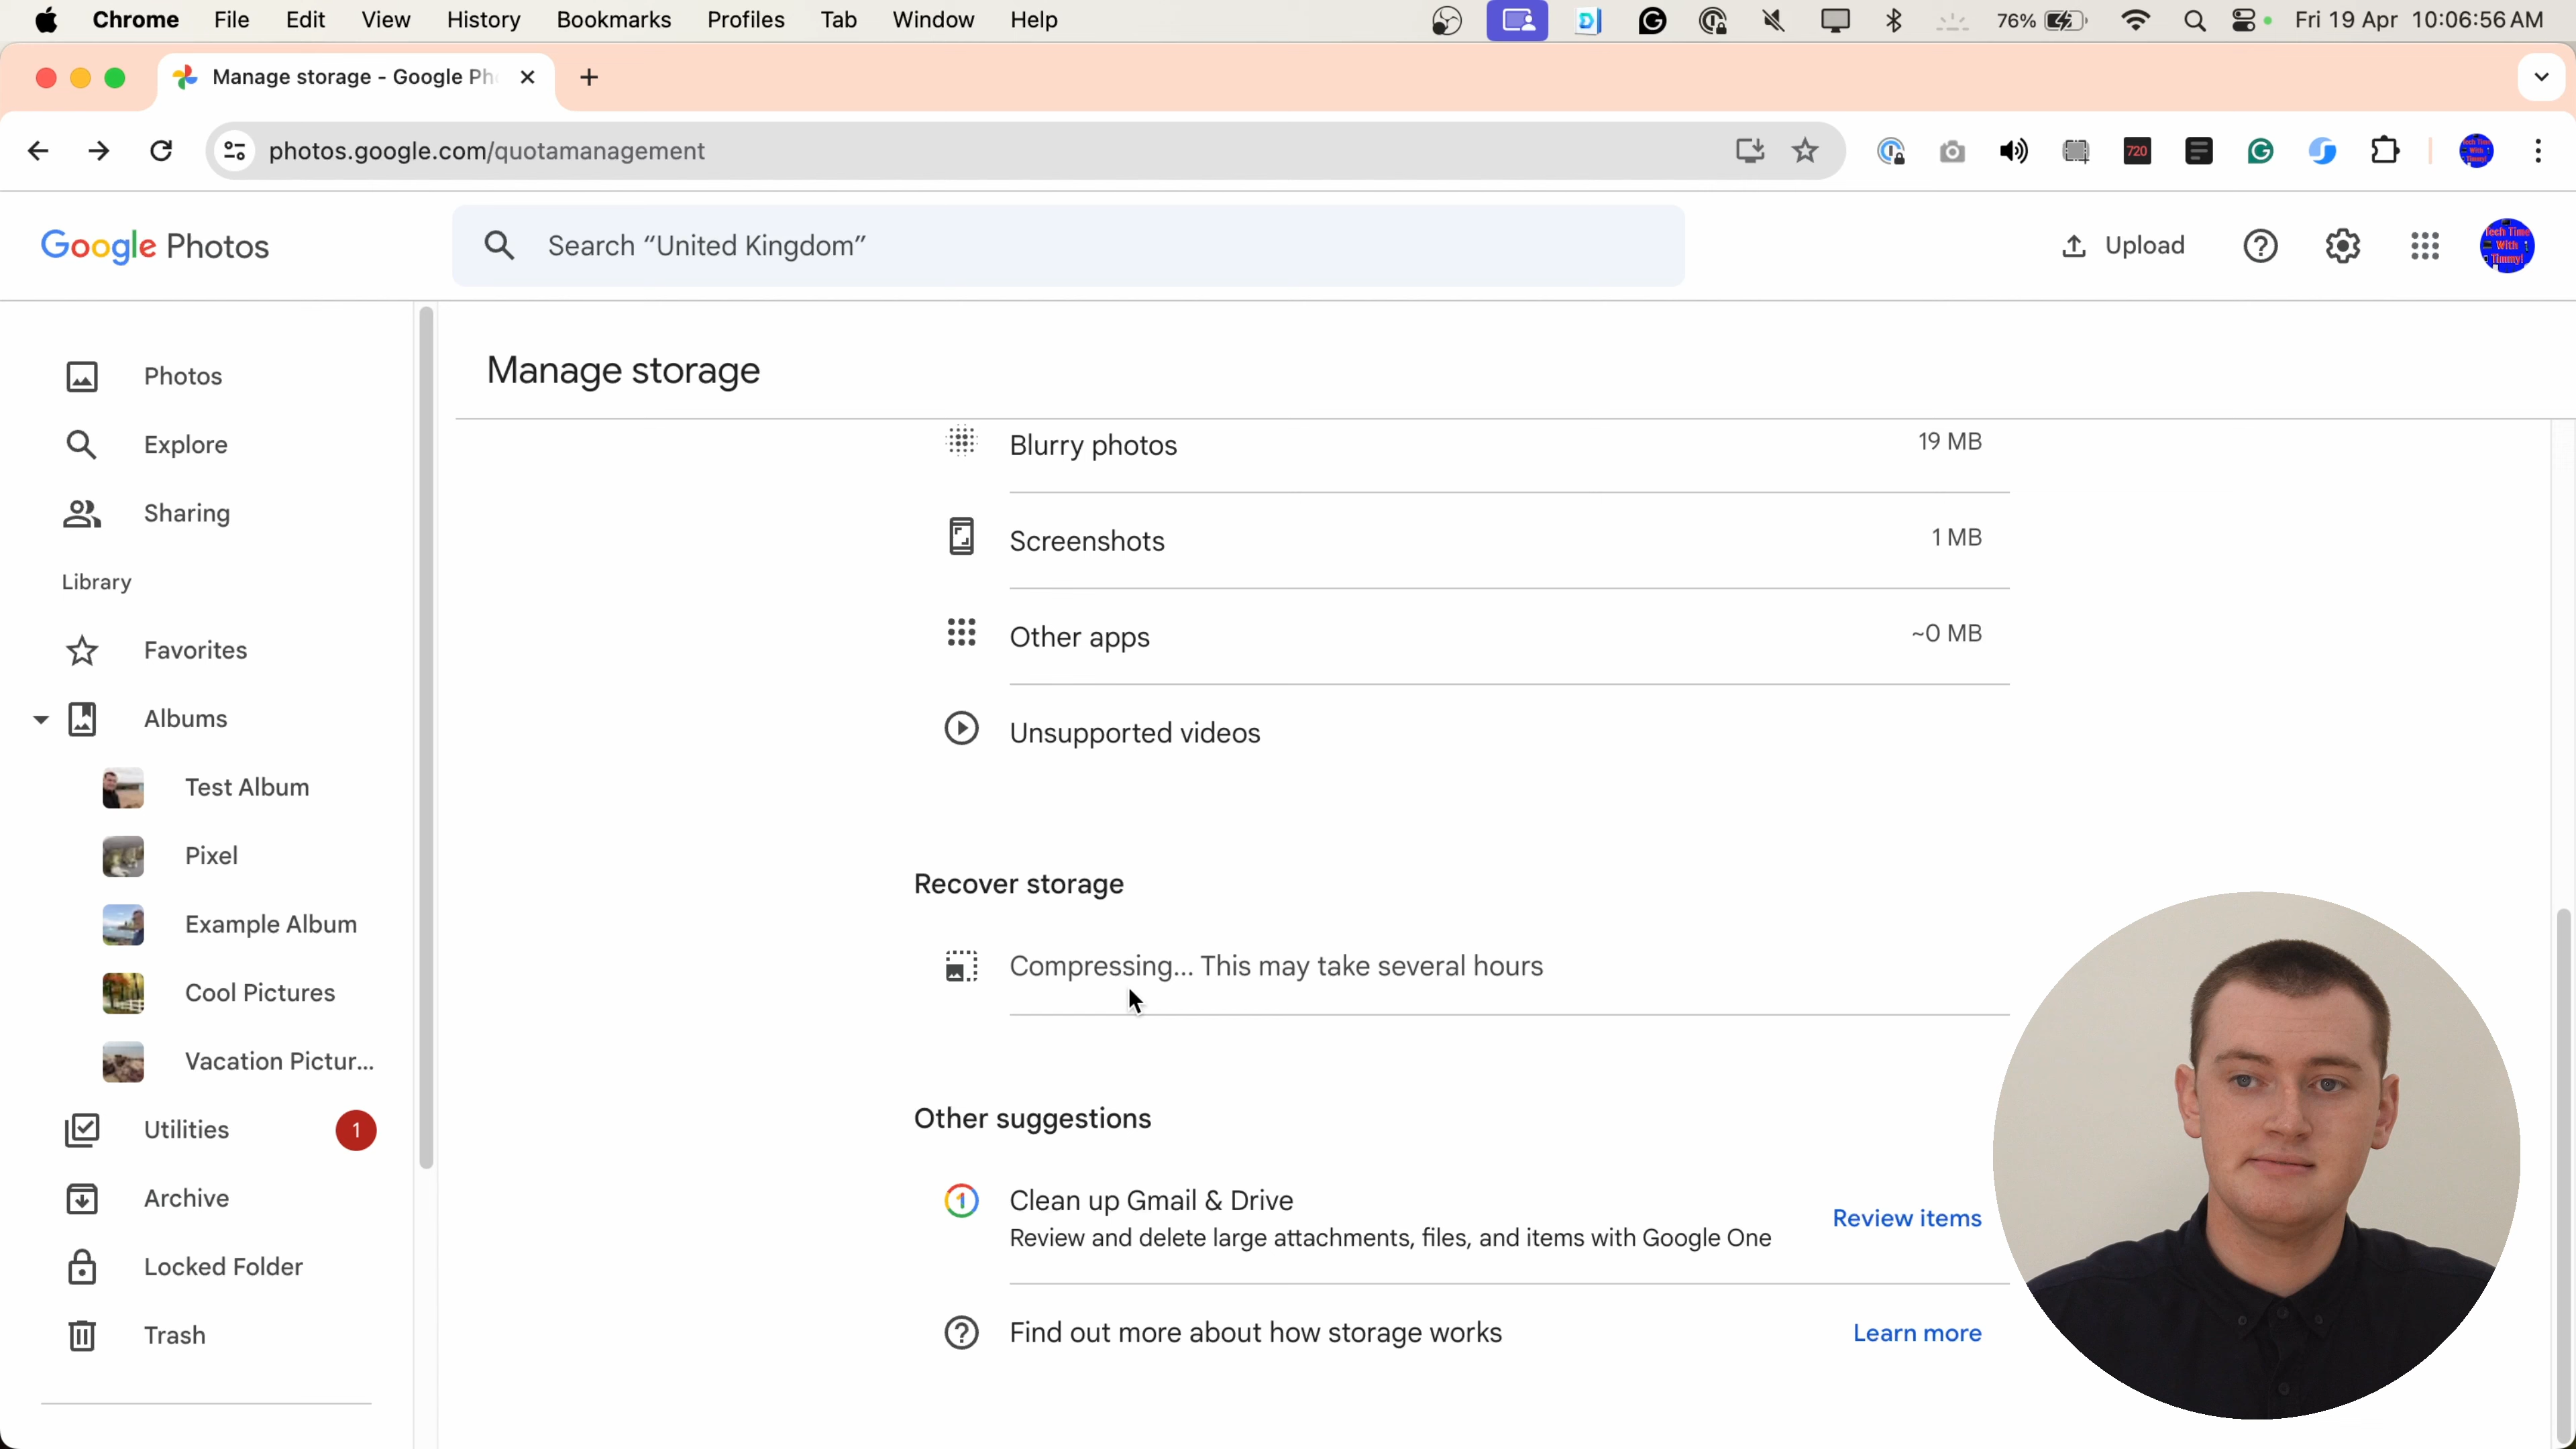 Chrome File Edit View History Bookmarks Profiles Tab Window Help 76% Fri 19 Apr 10:06:56 AM
Manage storage - Google Ph
photos.google.com/quotamanagement 720
Google Photos Search “United Kingdom” Upload Tech Time With Timmy!
Manage storage
Photos
Explore
Sharing
Library
Favorites
Albums
Test Album
Pixel
Example Album
Cool Pictures
Vacation Pictur...
Utilities 1
Archive
Locked Folder
Trash
Blurry photos 19 MB
Screenshots 1 MB
Other apps ~0 MB
Unsupported videos
Recover storage
Compressing... This may take several hours
Other suggestions
Clean up Gmail & Drive
Review and delete large attachments, files, and items with Google One
Review items
Find out more about how storage works Learn more